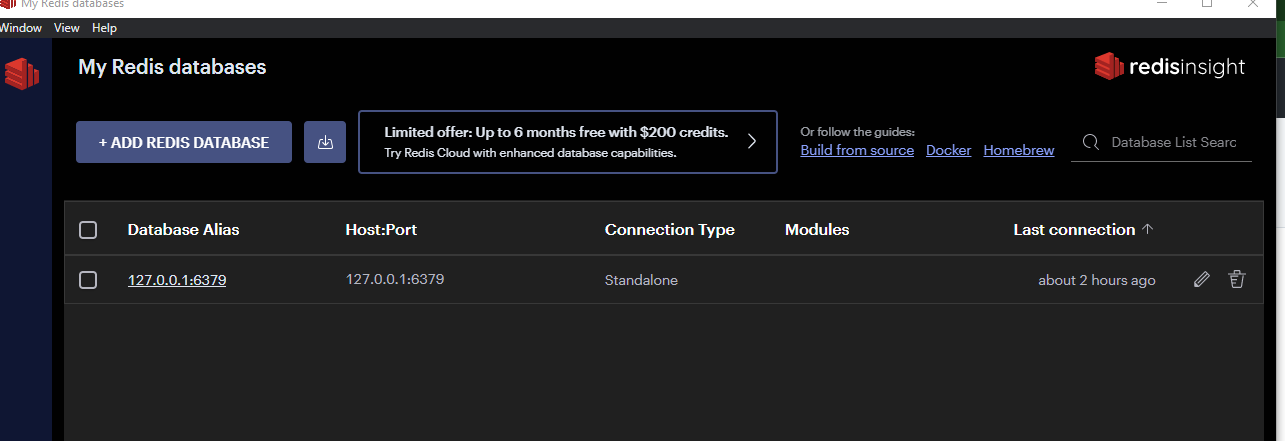 My Redis databases
Window View Help
My Redis databases
redisinsight
+ ADD REDIS DATABASE
Limited offer: Up to 6 months free with $200 credits.
Try Redis Cloud with enhanced database capabilities.
Or follow the guides:
Build from source Docker Homebrew
Database List Searc
Database Alias Host:Port Connection Type Modules Last connection
127.0.0.1:6379 127.0.0.1:6379 Standalone about 2 hours ago